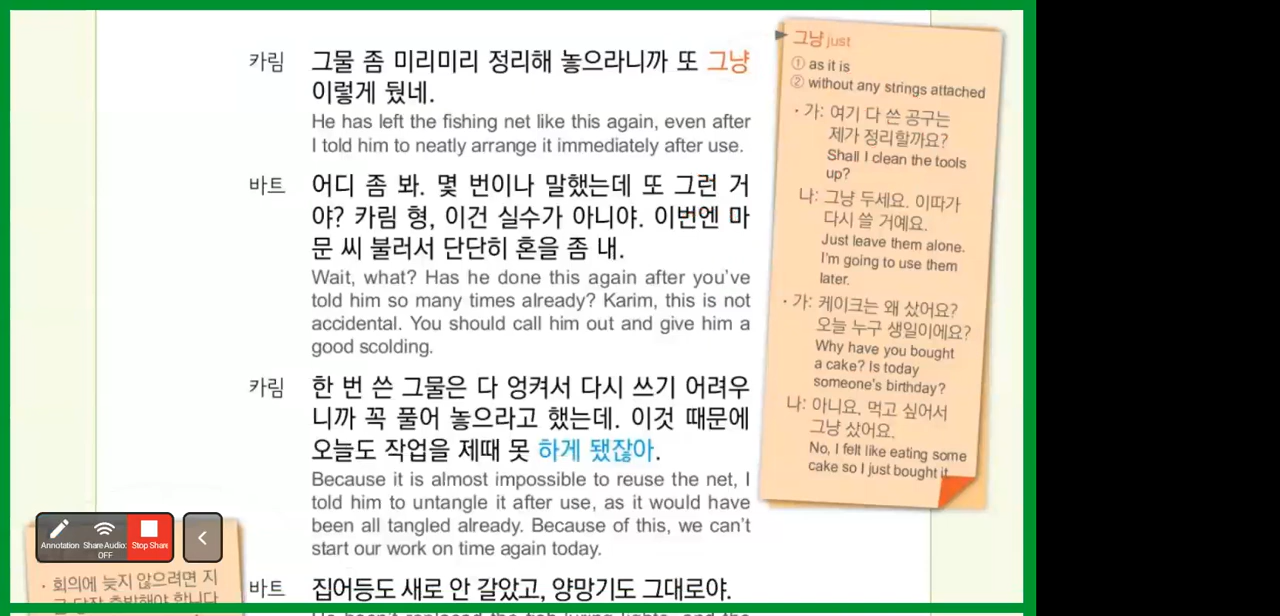 카림 그물 좀 미리미리 정리해 놓으라니까 또 그냥
이렇게 뒀네.
He has left the fishing net like this again, even after
I told him to neatly arrange it immediately after use.
바트 어디 좀 봐. 몇 번이나 말했는데 또 그런 거
야? 카림 형, 이건 실수가 아니야. 이번엔 마
문 씨 불러서 단단히 혼을 좀 내.
Wait, what? Has he done this again after you've
told him so many times already? Karim, this is not
accidental. You should call him out and give him a
good scolding.
카림 한 번 쓴 그물은 다 엉켜서 다시 쓰기 어려우
니까 꼭 풀어 놓으라고 했는데. 이것 때문에
오늘도 작업을 제때 못 하게 됐잖아.
Because it is almost impossible to reuse the net, I
told him to untangle it after use, as it would have
been all tangled already. Because of this, we can't
start our work on time again today.
바트 집어등도 새로 안 갈았고, 양망기도 그대로야.
그냥 just
① as it is
② without any strings attached
· 가: 여기 다 쓴 공구는
제가 정리할까요?
Shall I clean the tools
up?
나: 그냥 두세요. 이따가
다시 쓸 거예요.
Just leave them alone.
I'm going to use them
later.
· 가: 케이크는 왜 샀어요?
오늘 누구 생일이에요?
Why have you bought
a cake? Is today
someone's birthday?
나: 아니요, 먹고 싶어서
그냥 샀어요.
No, I felt like eating some
cake so I just bought it.
Annotation
Share Audio:
OFF
Stop Share
· 회의에 늦지 않으려면 지